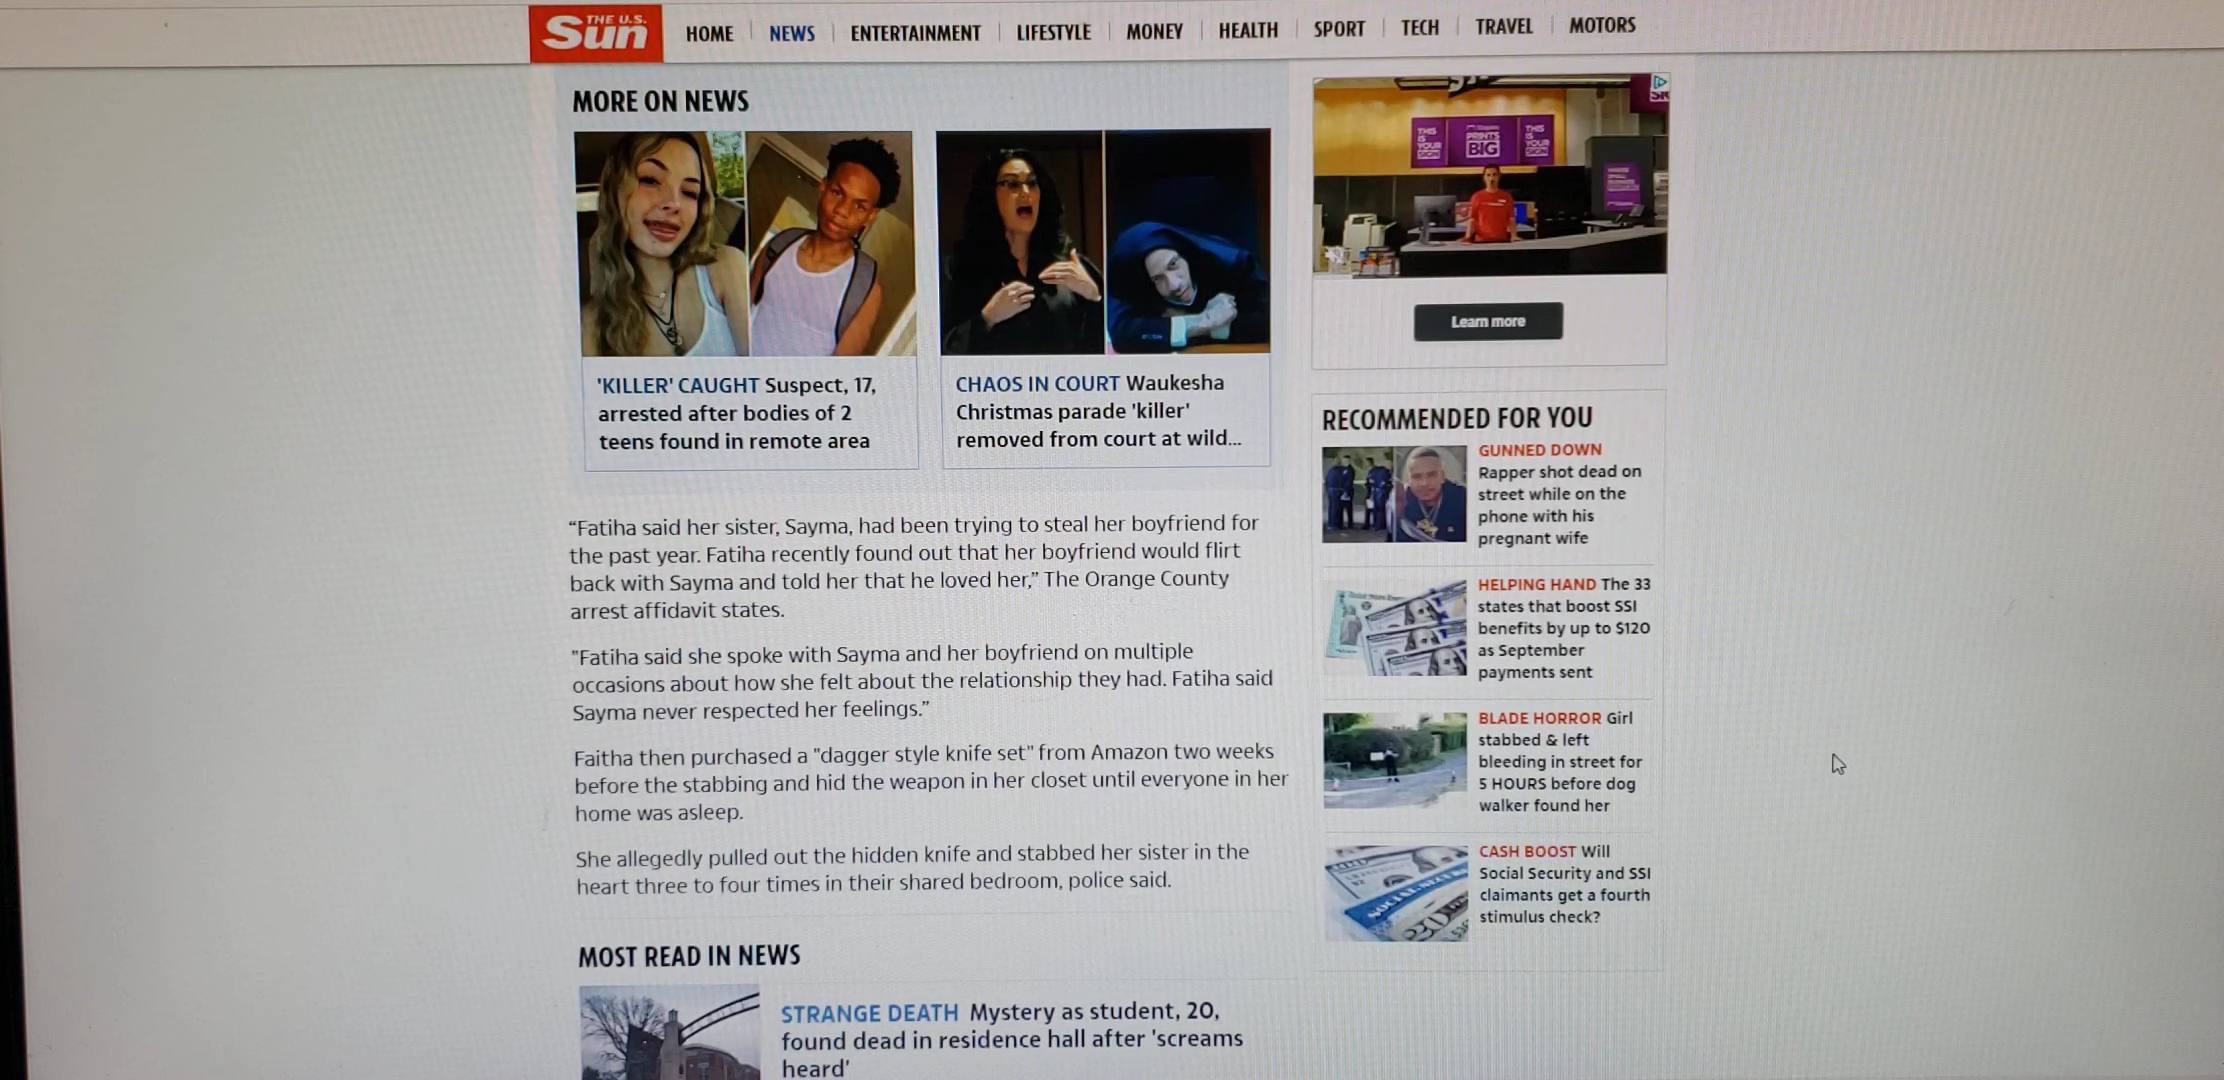 THE U.S.
Sun
HOME
NEWS
ENTERTAINMENT
LIFESTYLE
MONEY
HEALTH
SPORT
TECH
TRAVEL
MOTORS
MORE ON NEWS
'KILLER' CAUGHT Suspect, 17,
arrested after bodies of 2
teens found in remote area
CHAOS IN COURT Waukesha
Christmas parade 'killer'
removed from court at wild...
“Fatiha said her sister, Sayma, had been trying to steal her boyfriend for
the past year. Fatiha recently found out that her boyfriend would flirt
back with Sayma and told her that he loved her,” The Orange County
arrest affidavit states.
"Fatiha said she spoke with Sayma and her boyfriend on multiple
occasions about how she felt about the relationship they had. Fatiha said
Sayma never respected her feelings.”
Faitha then purchased a "dagger style knife set" from Amazon two weeks
before the stabbing and hid the weapon in her closet until everyone in her
home was asleep.
She allegedly pulled out the hidden knife and stabbed her sister in the
heart three to four times in their shared bedroom, police said.
MOST READ IN NEWS
STRANGE DEATH Mystery as student, 20,
found dead in residence hall after 'screams
heard'
THIS
IS
YOUR
SIGN
PRINTS
BIG
THIS
IS
YOUR
SIGN
Learn more
RECOMMENDED FOR YOU
GUNNED DOWN
Rapper shot dead on
street while on the
phone with his
pregnant wife
HELPING HAND The 33
states that boost SSI
benefits by up to $120
as September
payments sent
BLADE HORROR Girl
stabbed & left
bleeding in street for
5 HOURS before dog
walker found her
CASH BOOST Will
Social Security and SSI
claimants get a fourth
stimulus check?